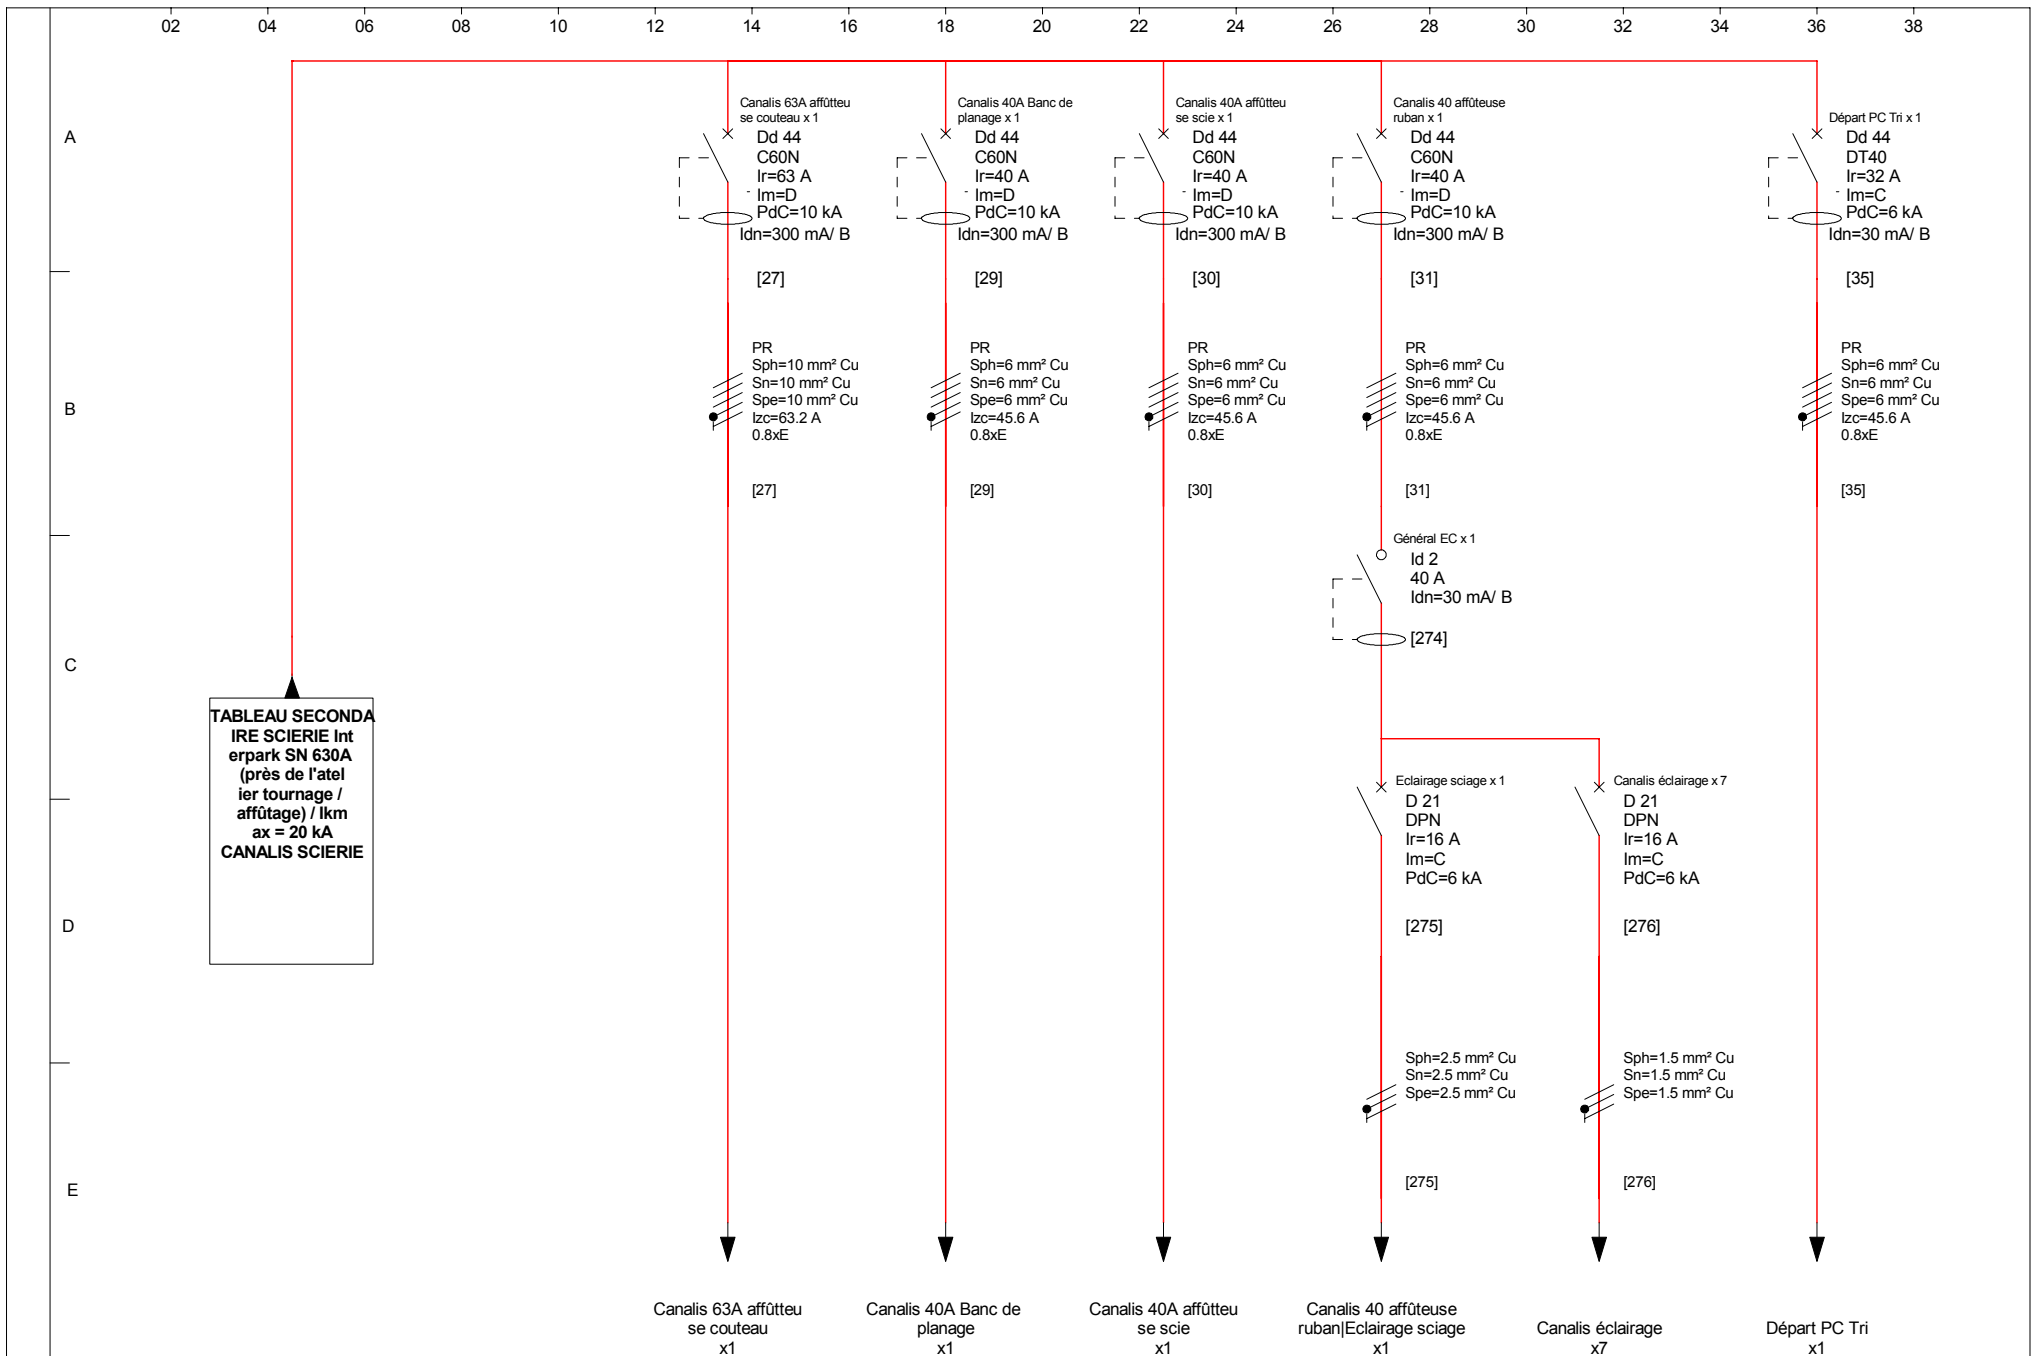 02 04 06 08 10 12 14 16 18 20 22 24 26 28 30 32 34 36 38
A
B
C
D
E
TABLEAU SECONDA
IRE SCIERIE Int
erpark SN 630A
(près de l'atel
ier tournage /
affûtage) / Ikm
ax = 20 kA
CANALIS SCIERIE
Canalis 63A affûtteu
se couteau x 1
Dd 44
C60N
Ir=63 A
Im=D
PdC=10 kA
Idn=300 mA/ B
[27]
PR
Sph=10 mm² Cu
Sn=10 mm² Cu
Spe=10 mm² Cu
Izc=63.2 A
0.8xE
[27]
Canalis 63A affûtteu
se couteau
x1
Canalis 40A Banc de
planage x 1
Dd 44
C60N
Ir=40 A
Im=D
PdC=10 kA
Idn=300 mA/ B
[29]
PR
Sph=6 mm² Cu
Sn=6 mm² Cu
Spe=6 mm² Cu
Izc=45.6 A
0.8xE
[29]
Canalis 40A Banc de
planage
x1
Canalis 40A affûtteu
se scie x 1
Dd 44
C60N
Ir=40 A
Im=D
PdC=10 kA
Idn=300 mA/ B
[30]
PR
Sph=6 mm² Cu
Sn=6 mm² Cu
Spe=6 mm² Cu
Izc=45.6 A
0.8xE
[30]
Canalis 40A affûtteu
se scie
x1
Canalis 40 affûteuse
ruban x 1
Dd 44
C60N
Ir=40 A
Im=D
PdC=10 kA
Idn=300 mA/ B
[31]
PR
Sph=6 mm² Cu
Sn=6 mm² Cu
Spe=6 mm² Cu
Izc=45.6 A
0.8xE
[31]
Général EC x 1
Id 2
40 A
Idn=30 mA/ B
[274]
Eclairage sciage x 1
D 21
DPN
Ir=16 A
Im=C
PdC=6 kA
[275]
Sph=2.5 mm² Cu
Sn=2.5 mm² Cu
Spe=2.5 mm² Cu
[275]
Canalis 40 affûteuse
ruban|Eclairage sciage
x1
Canalis éclairage x 7
D 21
DPN
Ir=16 A
Im=C
PdC=6 kA
[276]
Sph=1.5 mm² Cu
Sn=1.5 mm² Cu
Spe=1.5 mm² Cu
[276]
Canalis éclairage
x7
Départ PC Tri x 1
Dd 44
DT40
Ir=32 A
Im=C
PdC=6 kA
Idn=30 mA/ B
[35]
PR
Sph=6 mm² Cu
Sn=6 mm² Cu
Spe=6 mm² Cu
Izc=45.6 A
0.8xE
[35]
Départ PC Tri
x1